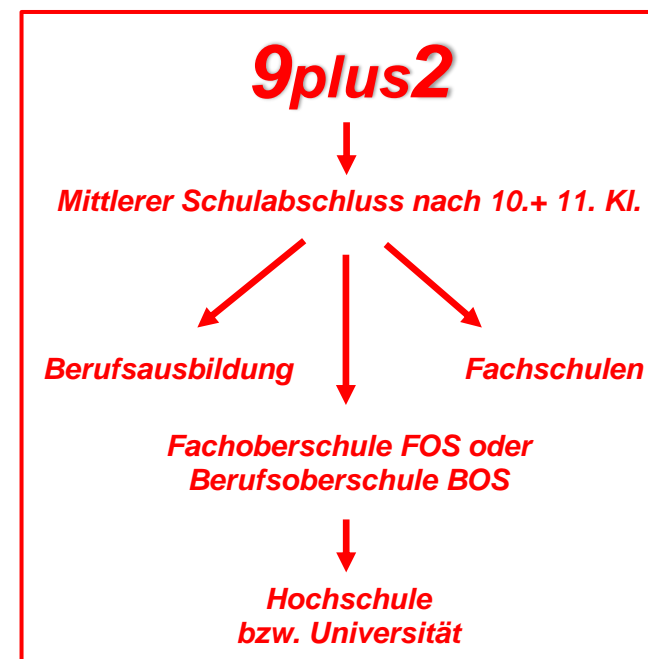 9plus2
Mittlerer Schulabschluss nach 10.+ 11. Kl.
Berufsausbildung
Fachschulen
Fachoberschule FOS oder
Berufsoberschule BOS
Hochschule
bzw. Universität